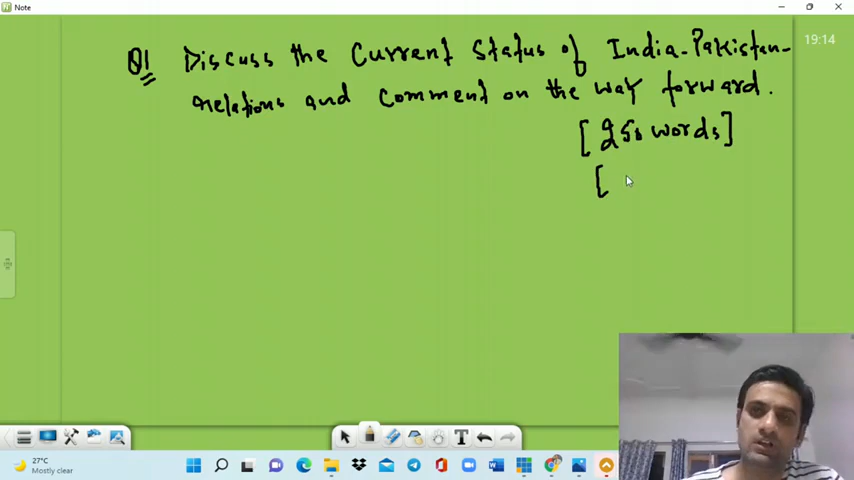 Note
19:14
Q1 Discuss the Current Status of India-Pakistan-
relations and comment on the way forward.
[250 words]
[
27°C
Mostly clear